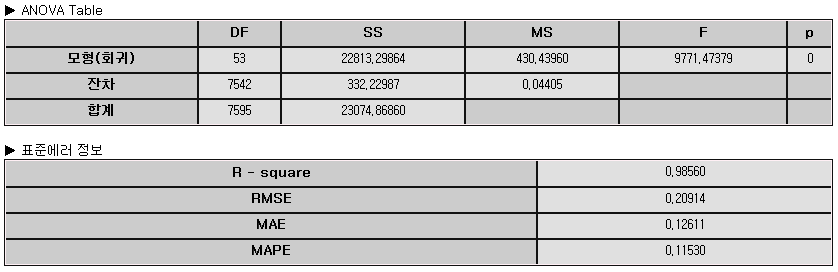 ▶ ANOVA Table
DF SS MS F p
모형(회귀) 53 22813,29864 430,43960 9771,47379 0
잔차 7542 332,22987 0,04405
합계 7595 23074,86860
▶ 표준에러 정보
R - square 0,98560
RMSE 0,20914
MAE 0,12611
MAPE 0,11530